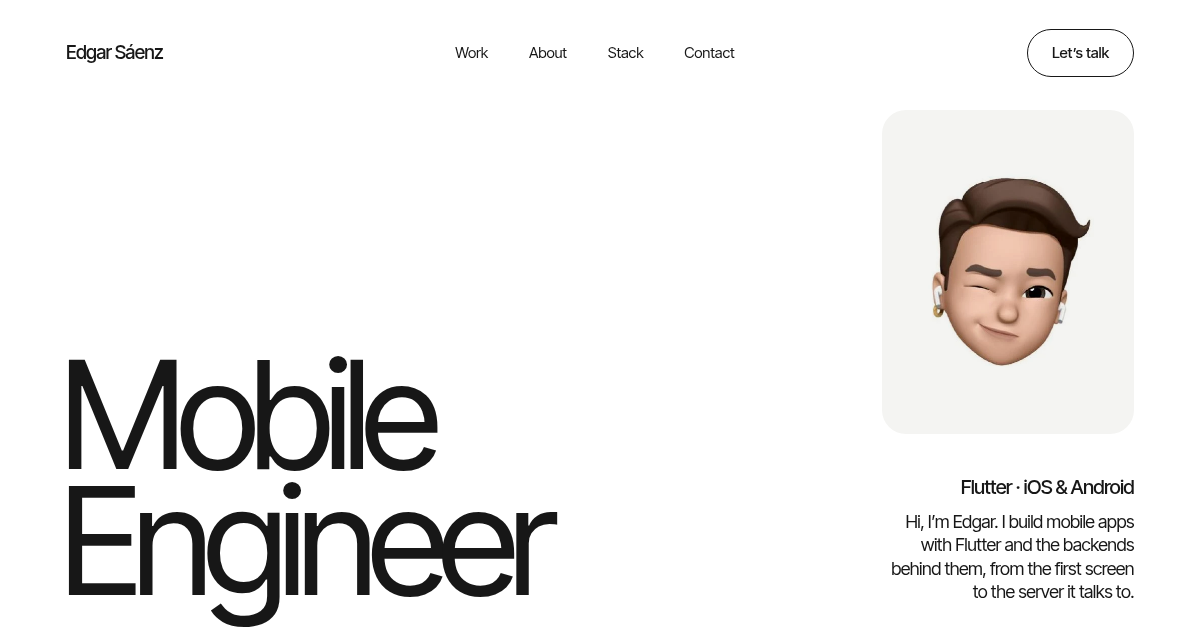 Edgar Sáenz
Work
About
Stack
Contact
Let’s talk
Mobile
Engineer
Flutter · iOS & Android
Hi, I’m Edgar. I build mobile apps
with Flutter and the backends
behind them, from the first screen
to the server it talks to.